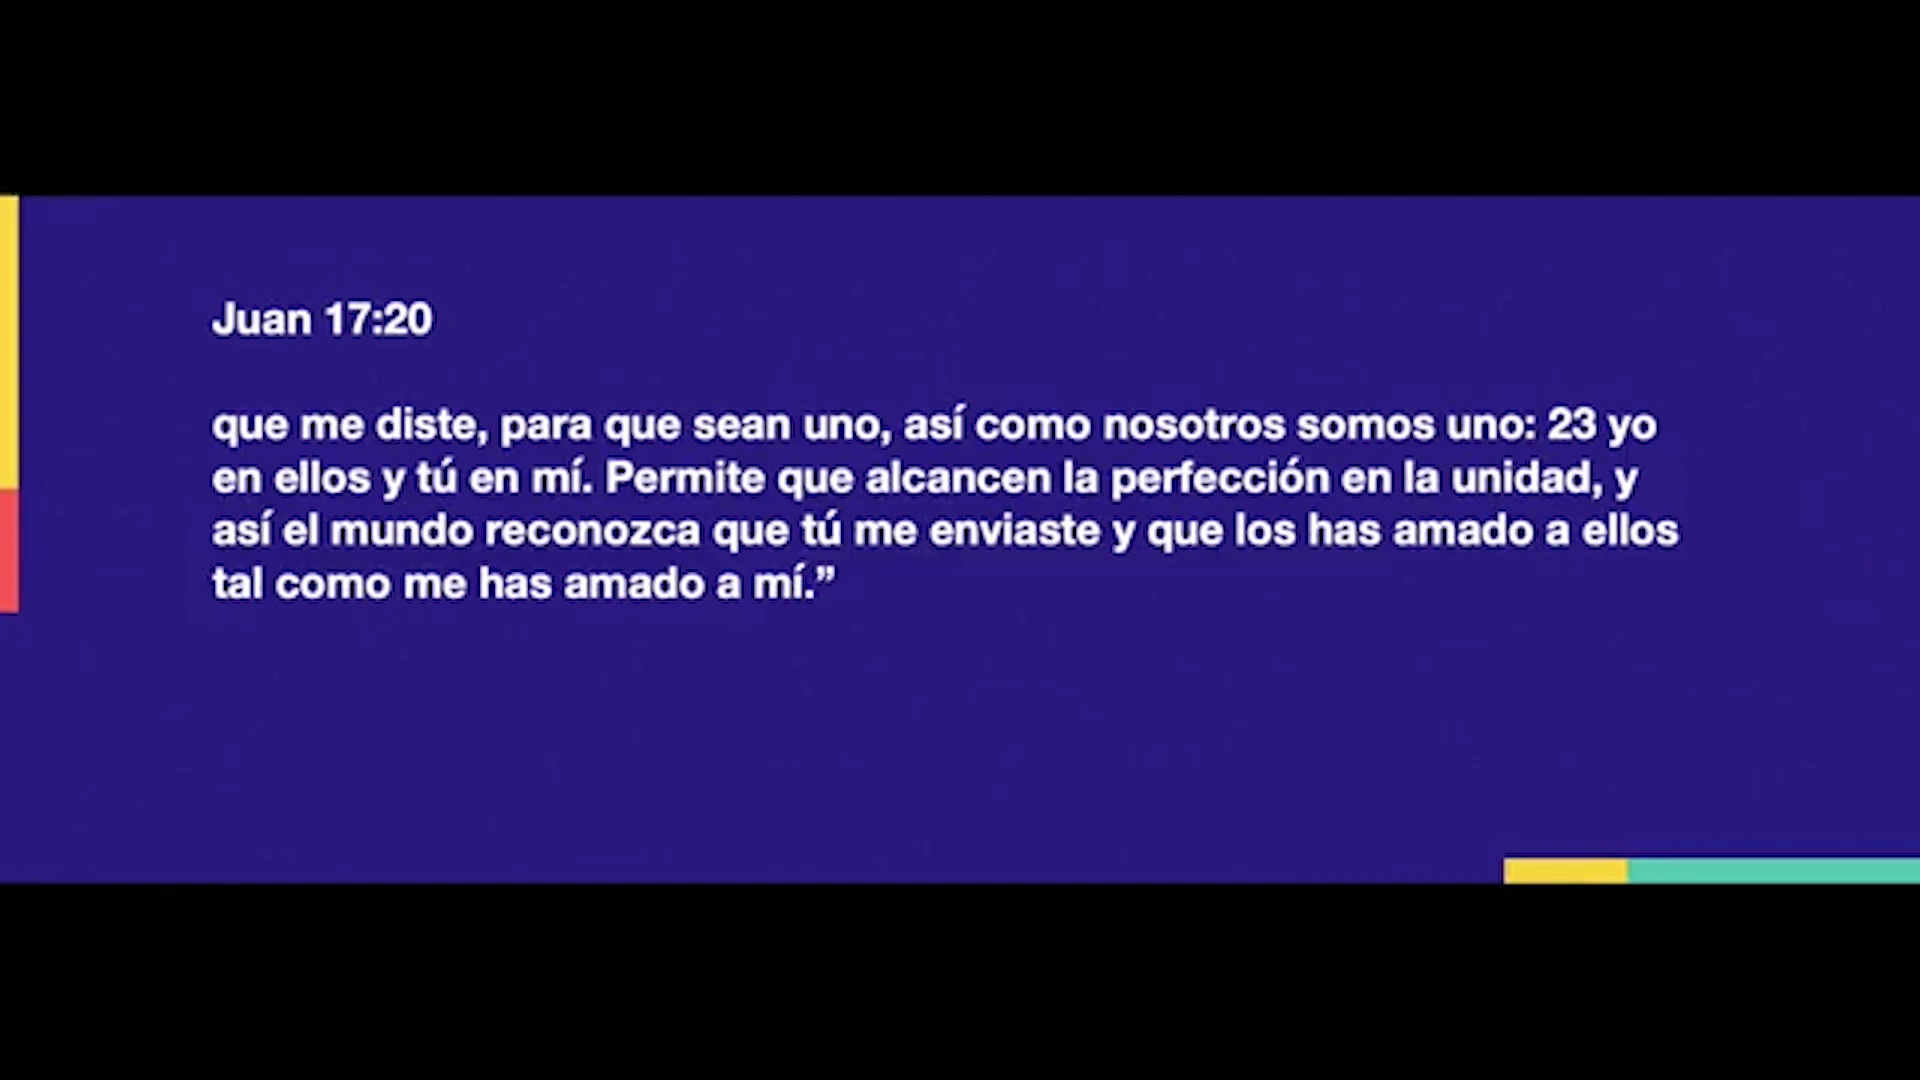 Juan 17:20
que me diste, para que sean uno, así como nosotros somos uno: 23 yo
en ellos y tú en mí. Permite que alcancen la perfección en la unidad, y
así el mundo reconozca que tú me enviaste y que los has amado a ellos
tal como me has amado a mí.”